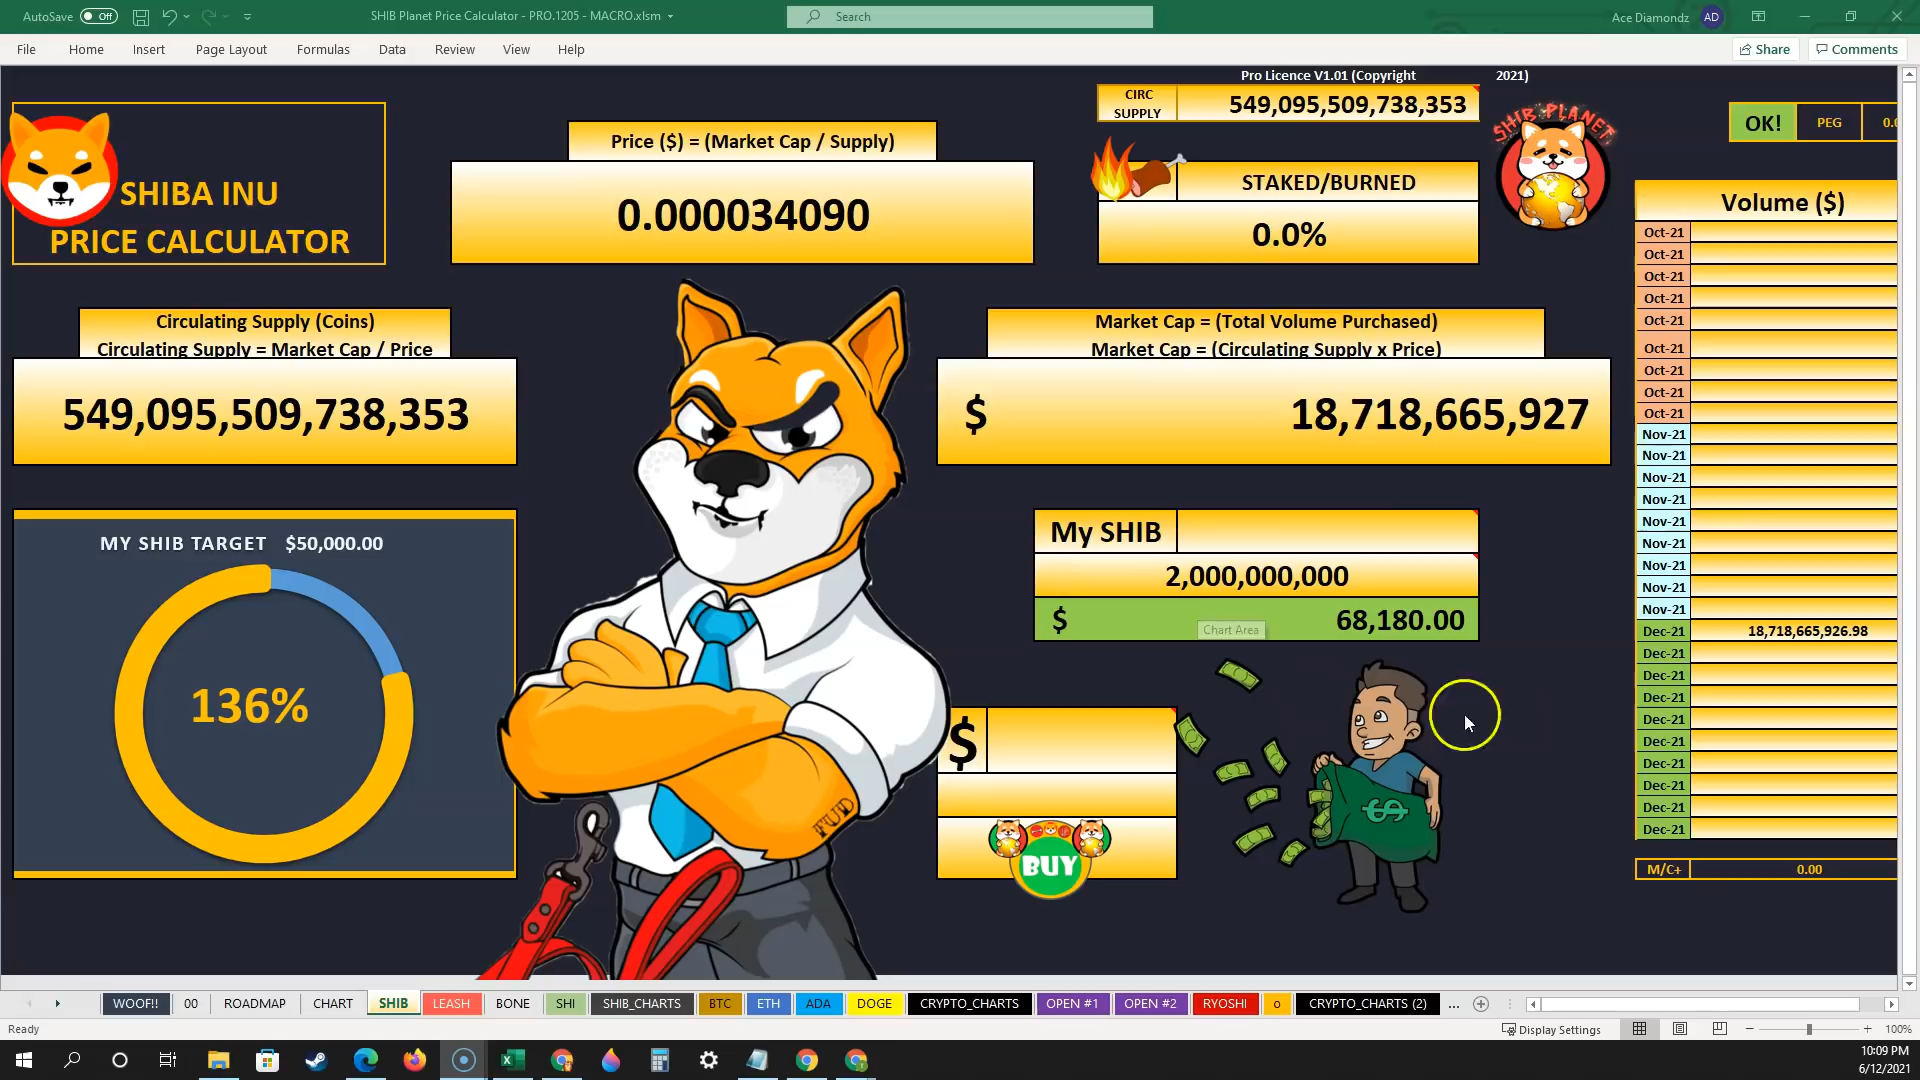 AutoSave Off
SHIB Planet Price Calculator - PRO.1205 - MACRO.xlsm
Search
Ace Diamondz AD
File Home Insert Page Layout Formulas Data Review View Help
Share Comments
Pro Licence V1.01 (Copyright 2021)
CIRC SUPPLY 549,095,509,738,353
SHIBA INU
PRICE CALCULATOR
Price ($) = (Market Cap / Supply)
0.000034090
STAKED/BURNED
0.0%
SHIB PLANET
OK! PEG 0.0
Volume ($)
Circulating Supply (Coins)
Circulating Supply = Market Cap / Price
549,095,509,738,353
Market Cap = (Total Volume Purchased)
Market Cap = (Circulating Supply x Price)
$ 18,718,665,927
MY SHIB TARGET $50,000.00
136%
My SHIB
2,000,000,000
$ 68,180.00
Chart Area
$
FUD
BUY
$
Oct-21
Oct-21
Oct-21
Oct-21
Oct-21
Oct-21
Oct-21
Oct-21
Oct-21
Nov-21
Nov-21
Nov-21
Nov-21
Nov-21
Nov-21
Nov-21
Nov-21
Nov-21
Dec-21 18,718,665,926.98
Dec-21
Dec-21
Dec-21
Dec-21
Dec-21
Dec-21
Dec-21
Dec-21
Dec-21
M/C+ 0.00
WOOF!! 00 ROADMAP CHART SHIB LEASH BONE SHI SHIB_CHARTS BTC ETH ADA DOGE CRYPTO_CHARTS OPEN #1 OPEN #2 RYOSHI o CRYPTO_CHARTS (2) ...
Ready
Display Settings
100%
10:09 PM
6/12/2021